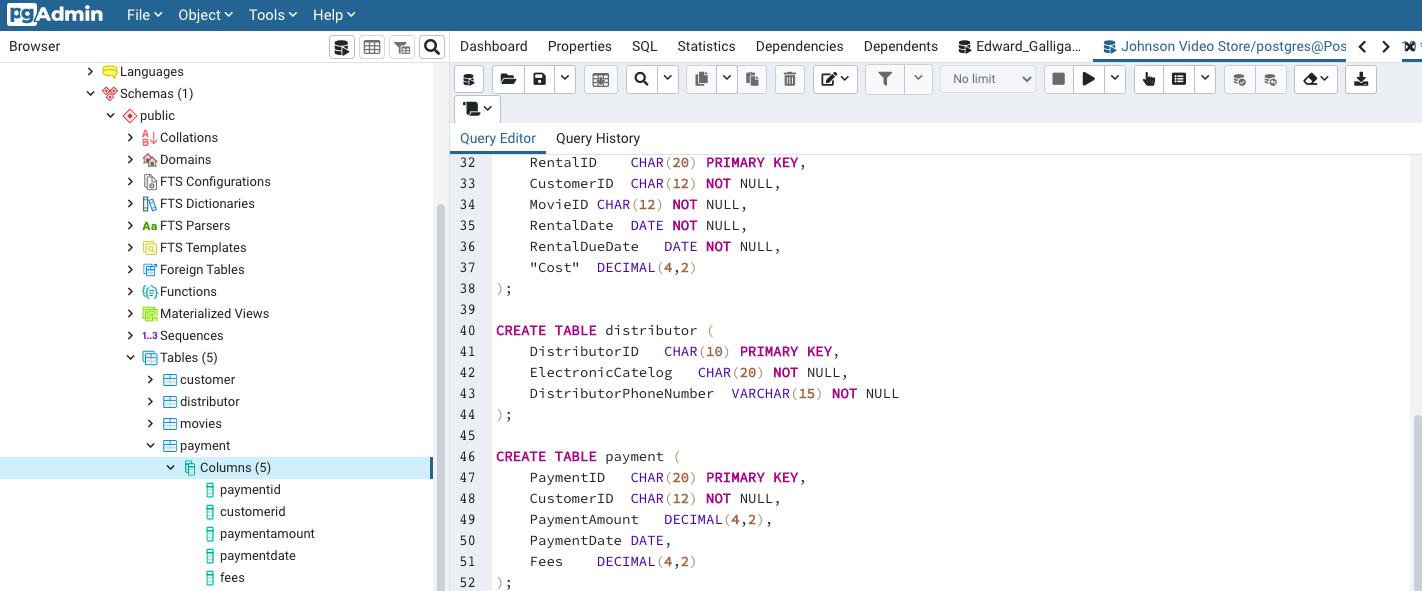 pgAdmin File Object Tools Help
Browser
Dashboard Properties SQL Statistics Dependencies Dependents Edward_Galliga... Johnson Video Store/postgres@Pos
No limit
Query Editor Query History
Languages
Schemas (1)
public
A↓ B Collations
Domains
FTS Configurations
FTS Dictionaries
Aa FTS Parsers
FTS Templates
Foreign Tables
Functions
Materialized Views
1..3 Sequences
Tables (5)
customer
distributor
movies
payment
Columns (5)
paymentid
customerid
paymentamount
paymentdate
fees
32 RentalID CHAR(20) PRIMARY KEY,
33 CustomerID CHAR(12) NOT NULL,
34 MovieID CHAR(12) NOT NULL,
35 RentalDate DATE NOT NULL,
36 RentalDueDate DATE NOT NULL,
37 "Cost" DECIMAL(4,2)
38 );
39
40 CREATE TABLE distributor (
41 DistributorID CHAR(10) PRIMARY KEY,
42 ElectronicCatelog CHAR(20) NOT NULL,
43 DistributorPhoneNumber VARCHAR(15) NOT NULL
44 );
45
46 CREATE TABLE payment (
47 PaymentID CHAR(20) PRIMARY KEY,
48 CustomerID CHAR(12) NOT NULL,
49 PaymentAmount DECIMAL(4,2),
50 PaymentDate DATE,
51 Fees DECIMAL(4,2)
52 );